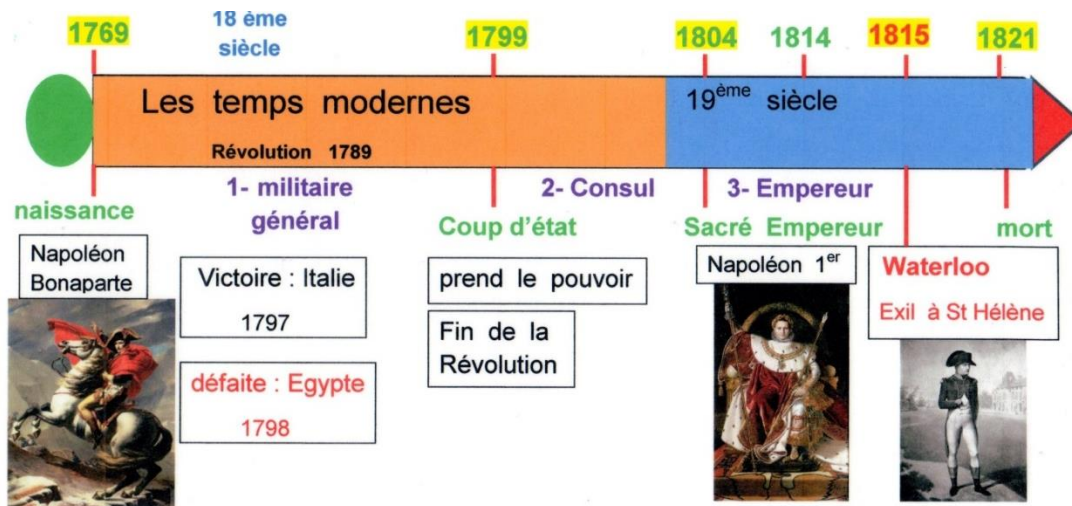 1769
18 ème
siècle
1799
1804
1814
1815
1821
Les temps modernes
19ème siècle
Révolution 1789
1- militaire
général
2- Consul
3- Empereur
naissance
Coup d'état
Sacré Empereur
mort
Napoléon
Bonaparte
Victoire : Italie
1797
défaite : Egypte
1798
prend le pouvoir
Fin de la
Révolution
Napoléon 1er
Waterloo
Exil à St Hélène